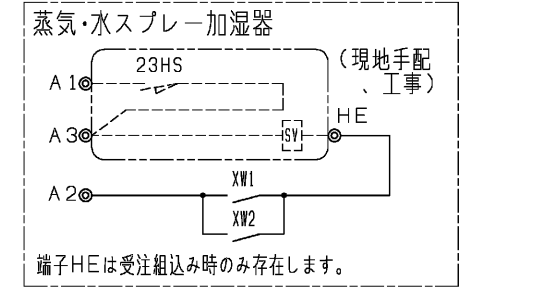 蒸気・水スプレー加湿器
（現地手配
、工事）
23HS
A1
HE
A3
SV
XW1
A2
XW2
端子HEは受注組込み時のみ存在します。